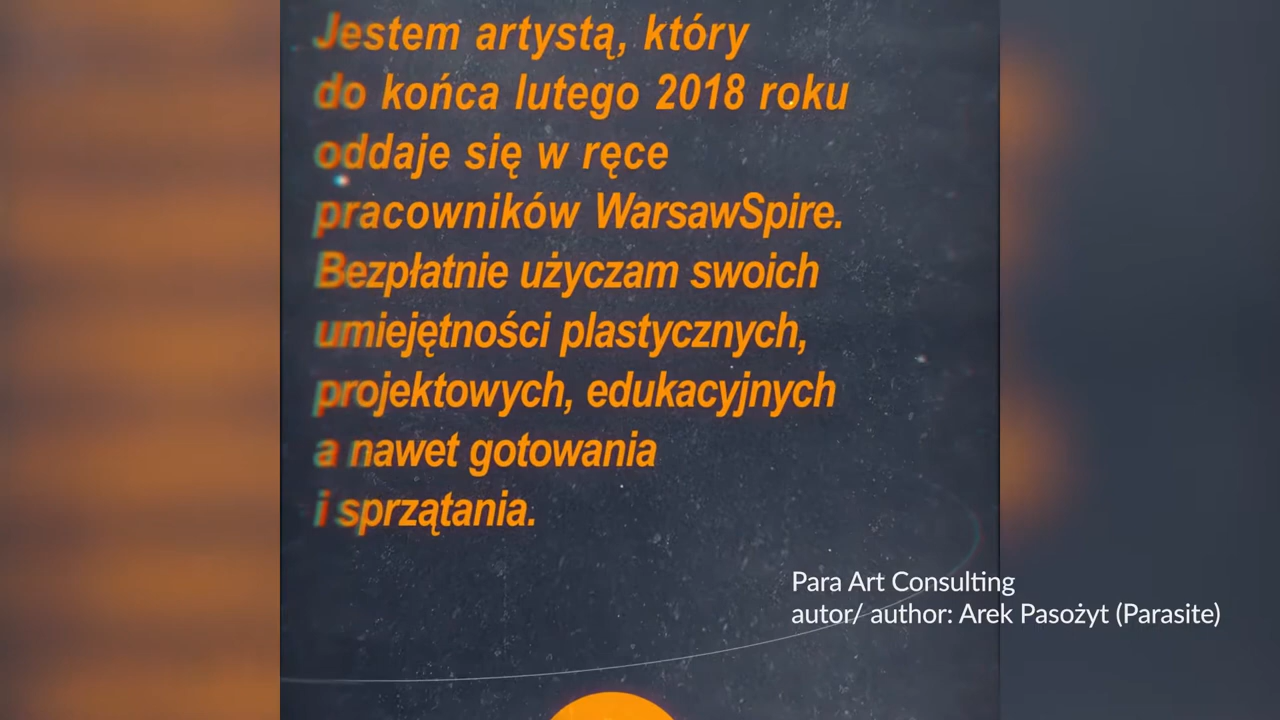 Jestem artystą, który
do końca lutego 2018 roku
oddaje się w ręce
pracowników WarsawSpire.
Bezpłatnie użyczam swoich
umiejętności plastycznych,
projektowych, edukacyjnych
a nawet gotowania
i sprzątania.
Para Art Consulting
autor/ author: Arek Pasożyt (Parasite)